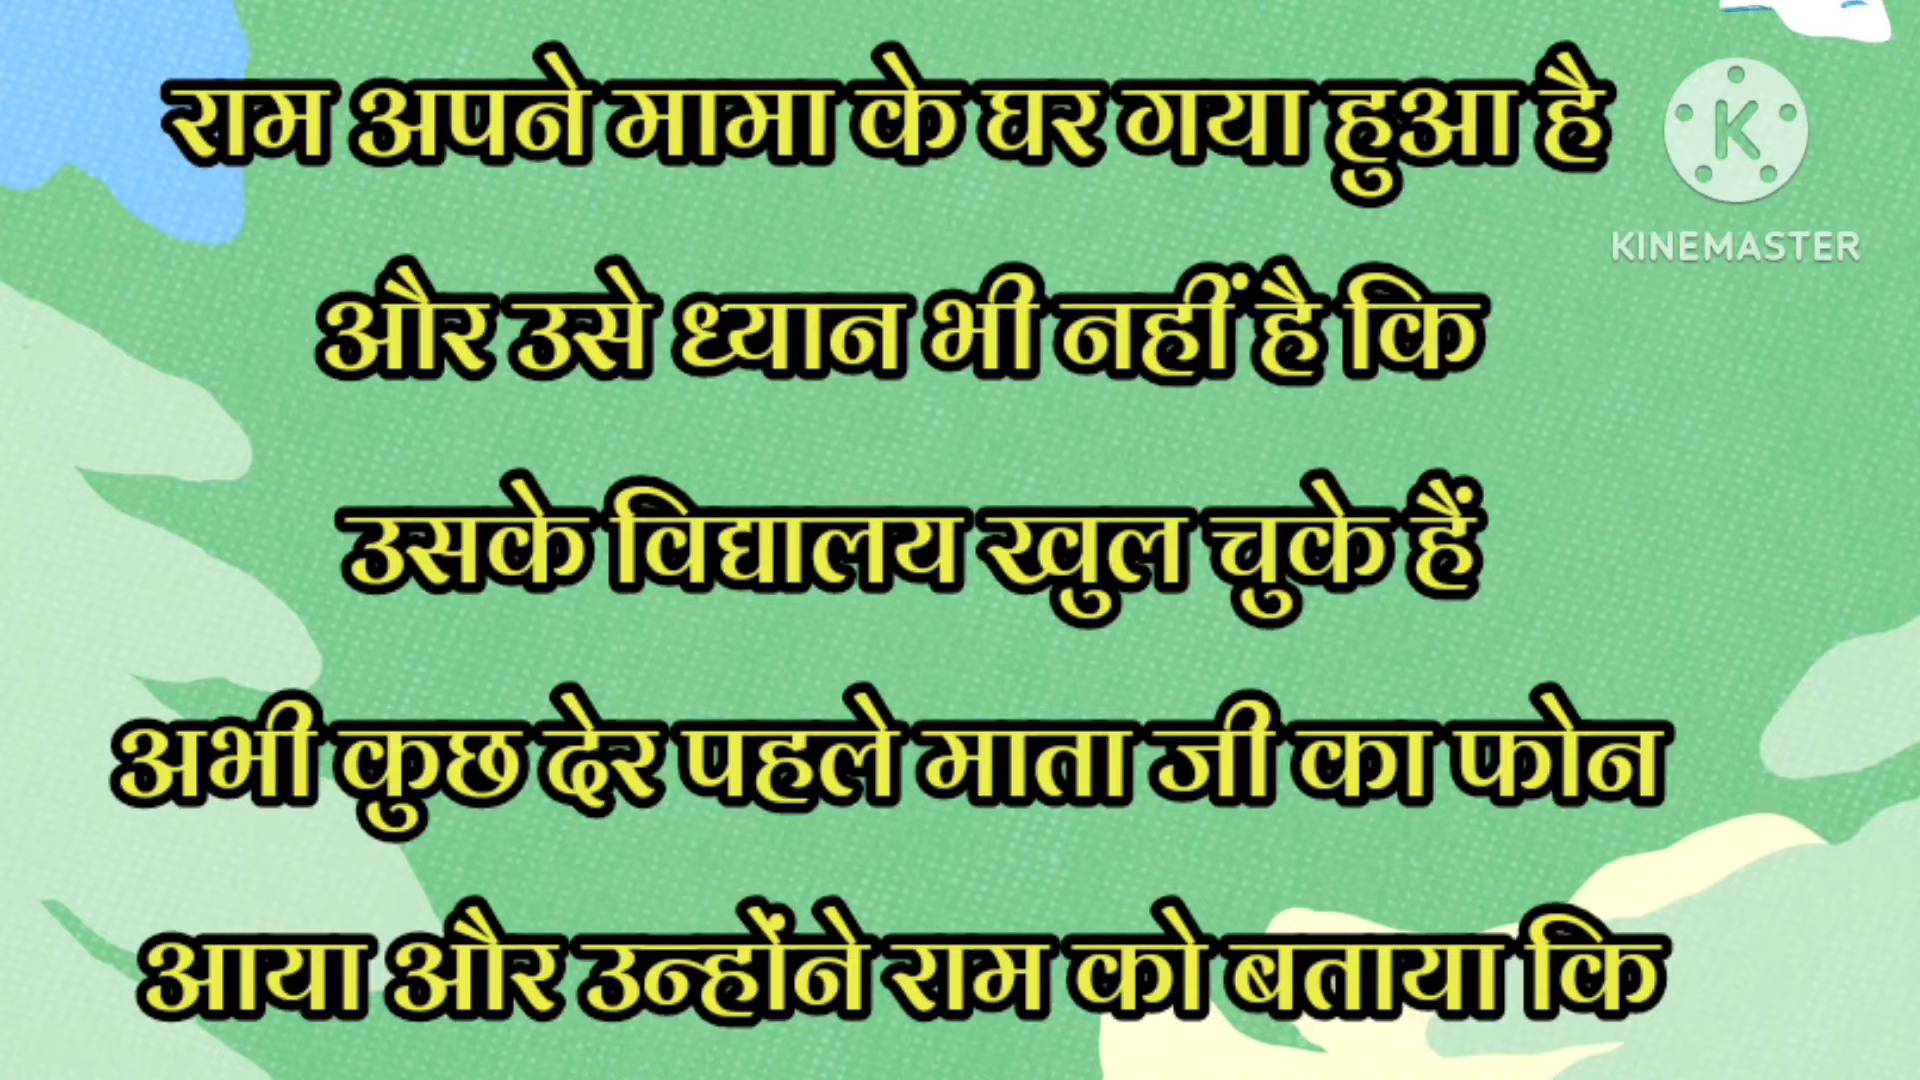 राम अपने मामा के घर गया हुआ है
K
KINEMASTER
और उसे ध्यान भी नहीं है कि
उसके विद्यालय खुल चुके हैं
अभी कुछ देर पहले माता जी का फोन
आया और उन्होंने राम को बताया कि